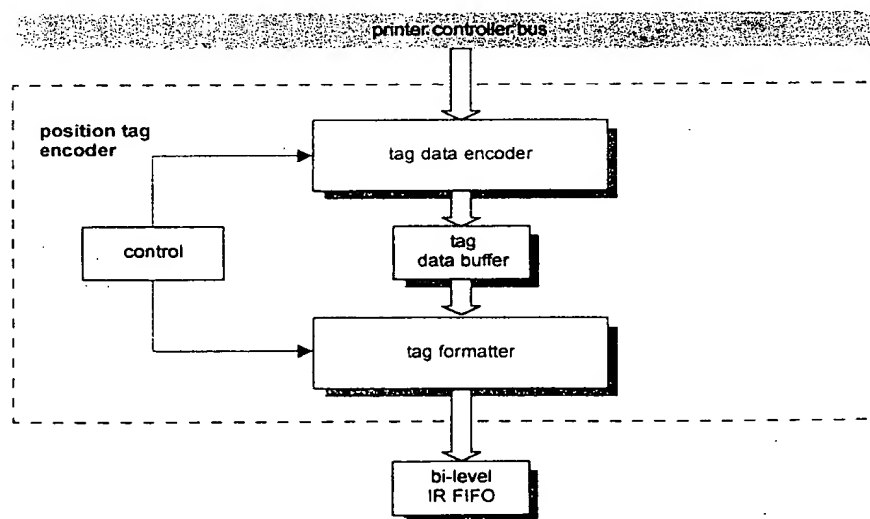 printer controller bus
position tag
encoder
tag data encoder
control
tag
data buffer
tag formatter
bi-level
IR FIFO